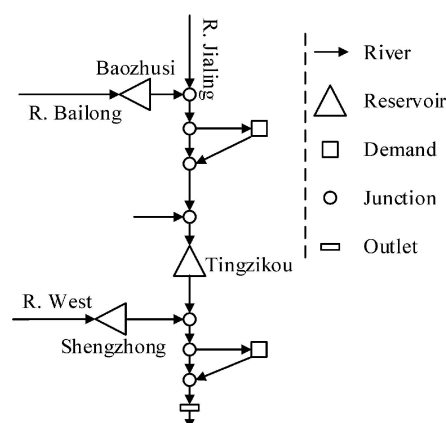 R. Jialing
Baozhusi
R. Bailong
Tingzikou
R. West
Shengzhong
River
Reservoir
Demand
Junction
Outlet